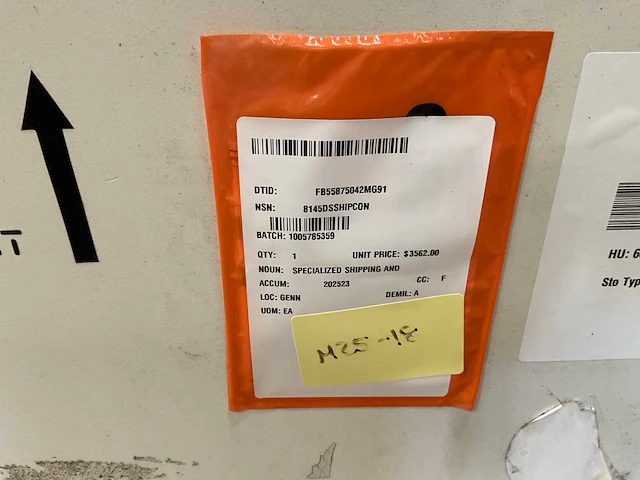 DTID: FB55875042MG91
NSN: 8145DSSHIPCON
BATCH: 1005785359
QTY: 1 UNIT PRICE: $3562.00
NOUN: SPECIALIZED SHIPPING AND
ACCUM: 202523 CC: F
LOC: GENN DEMIL: A
UOM: EA
M25-18
HU: 6
Sto Typ